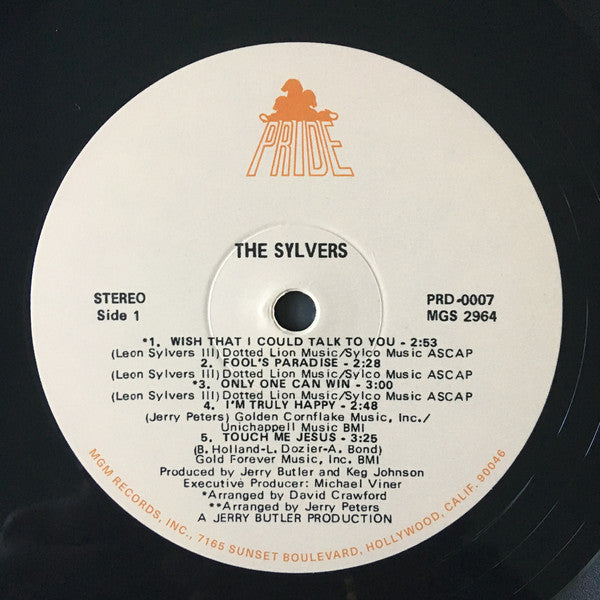 PRIDE
THE SYLVERS
STEREO
Side 1
PRD-0007
MGS 2964
*1. WISH THAT I COULD TALK TO YOU - 2:53
(Leon Sylvers III) Dotted Lion Music/Sylco Music ASCAP
2. FOOL'S PARADISE - 2:28
(Leon Sylvers III) Dotted Lion Music/Sylco Music ASCAP
*3. ONLY ONE CAN WIN - 3:00
(Leon Sylvers III) Dotted Lion Music/Sylco Music ASCAP
4. I'M TRULY HAPPY - 2:48
(Jerry Peters) Golden Cornflake Music, Inc./
Unichappell Music BMI
5. TOUCH ME JESUS - 3:25
(B. Holland-L. Dozier-A. Bond)
Gold Forever Music, Inc. BMI
Produced by Jerry Butler and Keg Johnson
Executive Producer: Michael Viner
*Arranged by David Crawford
**Arranged by Jerry Peters
A JERRY BUTLER PRODUCTION
MGM RECORDS, INC., 7165 SUNSET BOULEVARD, HOLLYWOOD, CALIF. 90046